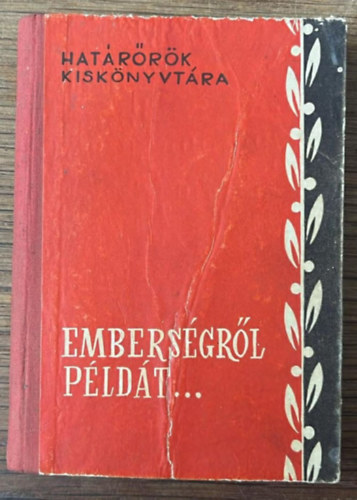 HATÁRŐRÖK
KISKÖNYVTÁRA
EMBERSÉGRŐL
PÉLDÁT...